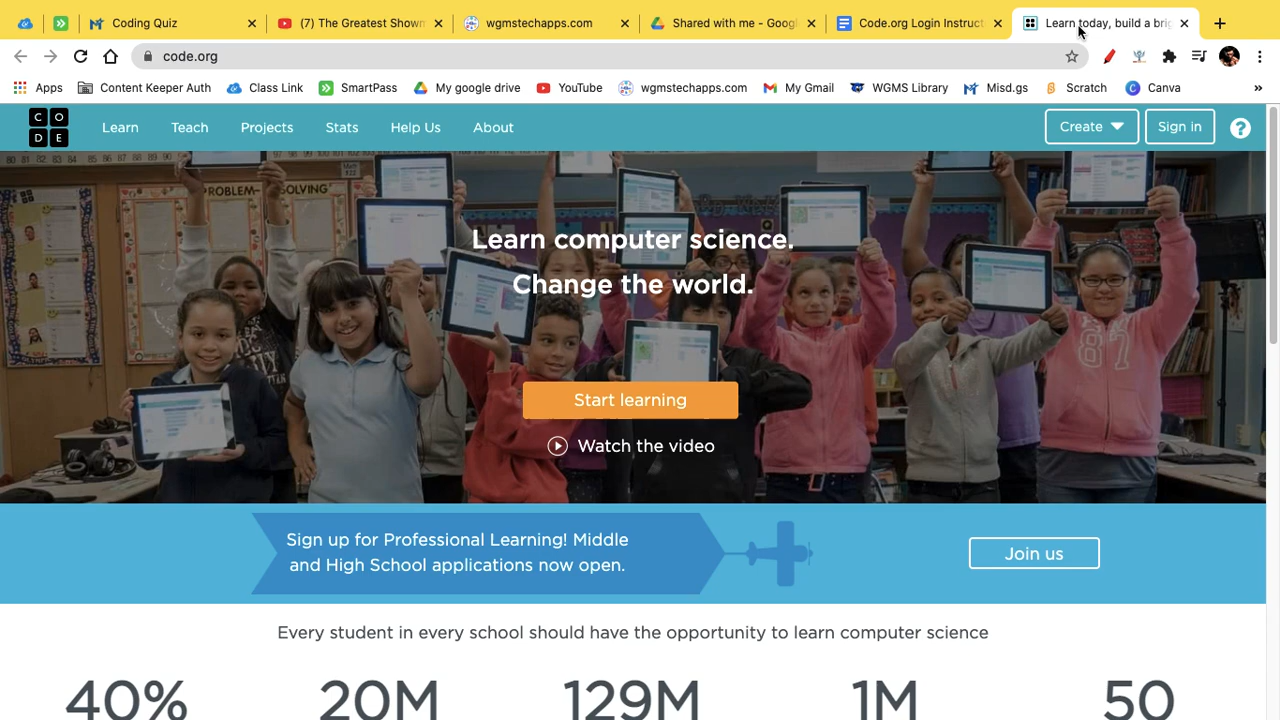 Coding Quiz
(7) The Greatest Showm
wgmstechapps.com
Shared with me - Googl
Code.org Login Instruct
Learn today, build a brig
code.org
Apps
Content Keeper Auth
Class Link
SmartPass
My google drive
YouTube
wgmstechapps.com
My Gmail
WGMS Library
Misd.gs
Scratch
Canva
»
C O
D E
Learn
Teach
Projects
Stats
Help Us
About
Create
Sign in
?
PROBLEM-SOLVING
87
Learn computer science.
Change the world.
Start learning
Watch the video
Sign up for Professional Learning! Middle
and High School applications now open.
Join us
Every student in every school should have the opportunity to learn computer science
40%
20M
129M
1M
50